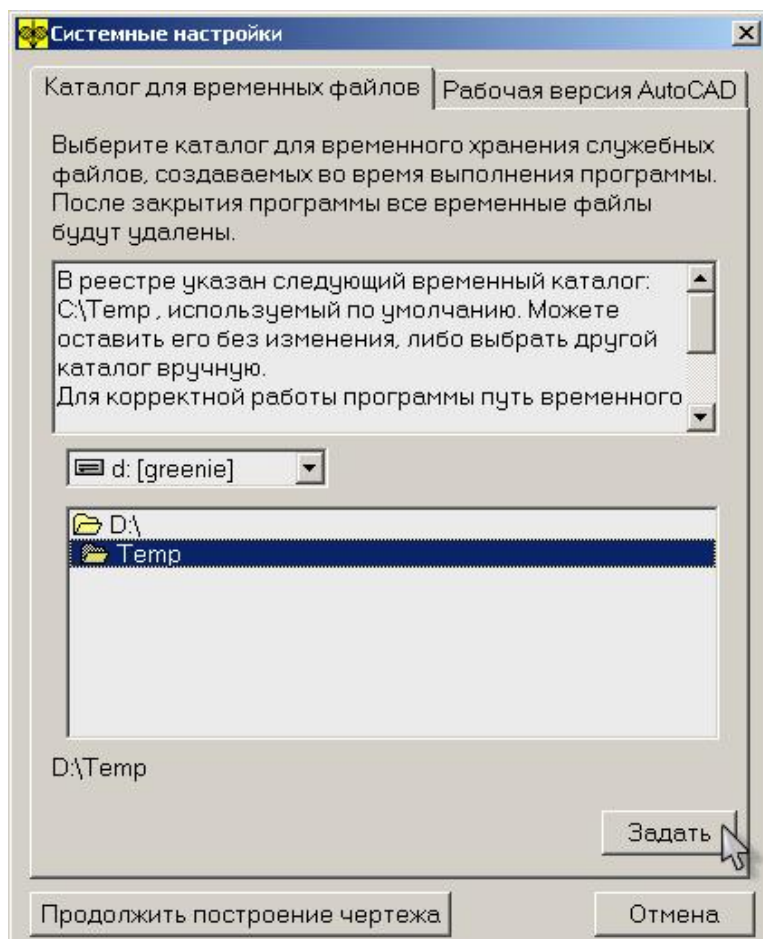 Системные настройки
Каталог для временных файлов
Рабочая версия AutoCAD
Выберите каталог для временного хранения служебных
файлов, создаваемых во время выполнения программы.
После закрытия программы все временные файлы
будут удалены.
В реестре указан следующий временный каталог:
C:\Temp , используемый по умолчанию. Можете
оставить его без изменения, либо выбрать другой
каталог вручную.
Для корректной работы программы путь временного
d: [greenie]
D:\
Temp
D:\Temp
Задать
Продолжить построение чертежа
Отмена